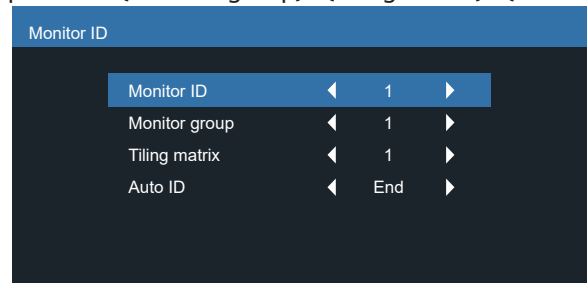 Monitor ID
Monitor ID 1
Monitor group 1
Tiling matrix 1
Auto ID End